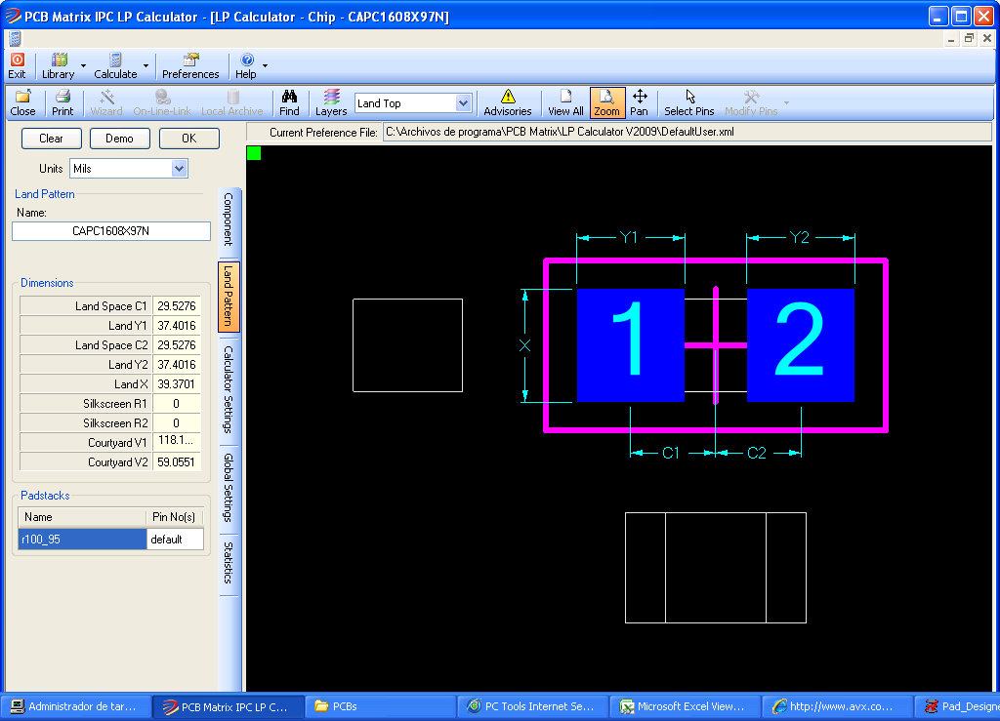 PCB Matrix IPC LP Calculator - [LP Calculator - Chip - CAPC1608X97N]
Exit Library Calculate Preferences Help
Close Print Wizard On-Line-Link Local Archive Find Layers Land Top Advisories View All Zoom Pan Select Pins Modify Pins
Clear Demo OK
Current Preference File: C:\Archivos de programa\PCB Matrix\LP Calculator V2009\DefaultUser.xml
Units Mils
Land Pattern
Name:
CAPC1608X97N
Dimensions
Land Space C1 29.5276
Land Y1 37.4016
Land Space C2 29.5276
Land Y2 37.4016
Land X 39.3701
Silkscreen R1 0
Silkscreen R2 0
Courtyard V1 118.1...
Courtyard V2 59.0551
Padstacks
Name Pin No(s)
r100_95 default
Component
Land Pattern
Calculator Settings
Global Settings
Statistics
Y1 Y2
X 1 2
C1 C2
Administrador de tar... PCB Matrix IPC LP C... PCBs PC Tools Internet Se... Microsoft Excel View... http://www.avx.co... Pad_Designe